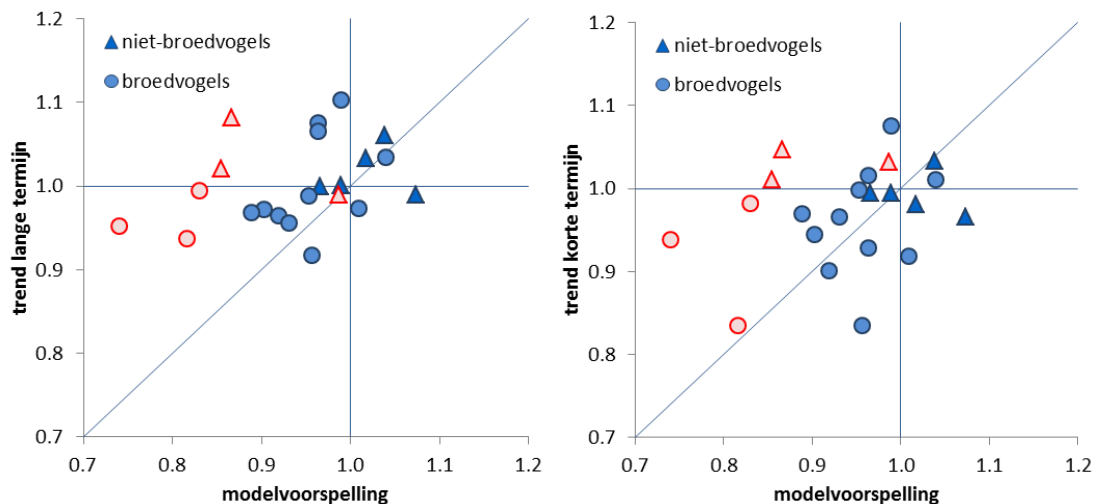 1.2
1.1
1.0
0.9
0.8
0.7
0.7 0.8 0.9 1.0 1.1 1.2
niet-broedvogels
broedvogels
trend lange termijn
modelvoorspelling
1.2
1.1
1.0
0.9
0.8
0.7
0.7 0.8 0.9 1.0 1.1 1.2
niet-broedvogels
broedvogels
trend korte termijn
modelvoorspelling